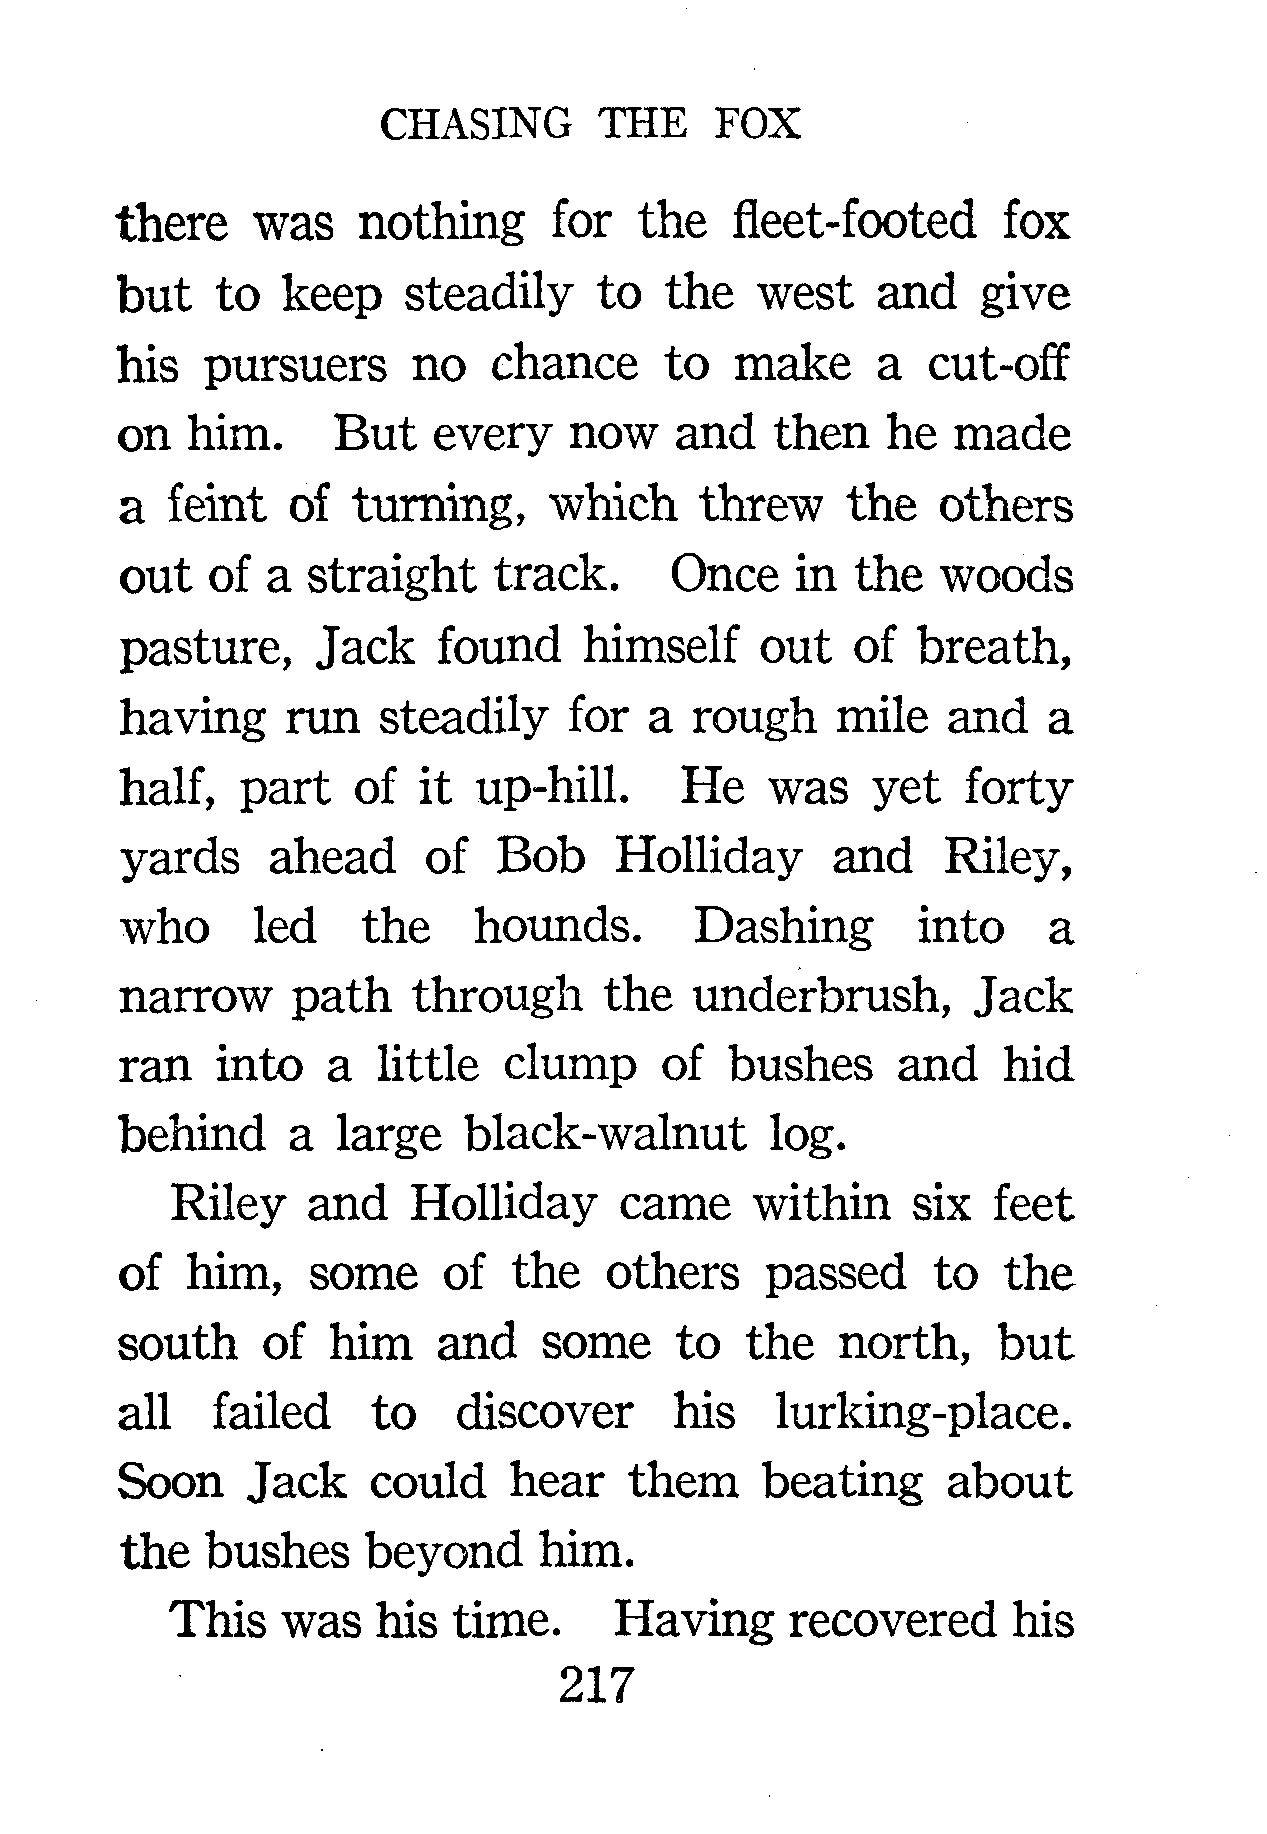 CHASING THE FOX
there was nothing for the fleet-footed fox
but to keep steadily to the west and give
his pursuers no chance to make a cut-off
on him. But every now and then he made
a feint of turning, which threw the others
out of a straight track. Once in the woods
pasture, Jack found himself out of breath,
having run steadily for a rough mile and a
half, part of it up-hill. He was yet forty
yards ahead of Bob Holliday and Riley,
who led the hounds. Dashing into a
narrow path through the underbrush, Jack
ran into a little clump of bushes and hid
behind a large black-walnut log.
Riley and Holliday came within six feet
of him, some of the others passed to the
south of him and some to the north, but
all failed to discover his lurking-place.
Soon Jack could hear them beating about
the bushes beyond him.
This was his time. Having recovered his
217